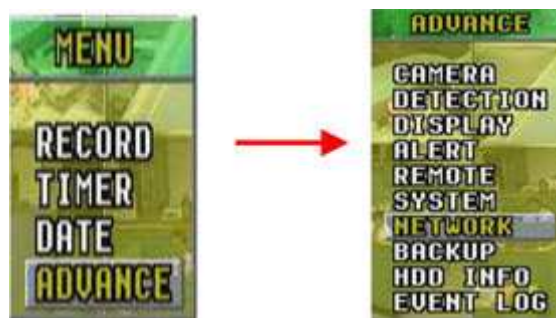 MENU
RECORD
TIMER
DATE
ADVANCE
ADVANCE
CAMERA
DETECTION
DISPLAY
ALERT
REMOTE
SYSTEM
NETWORK
BACKUP
HDD INFO
EVENT LOG